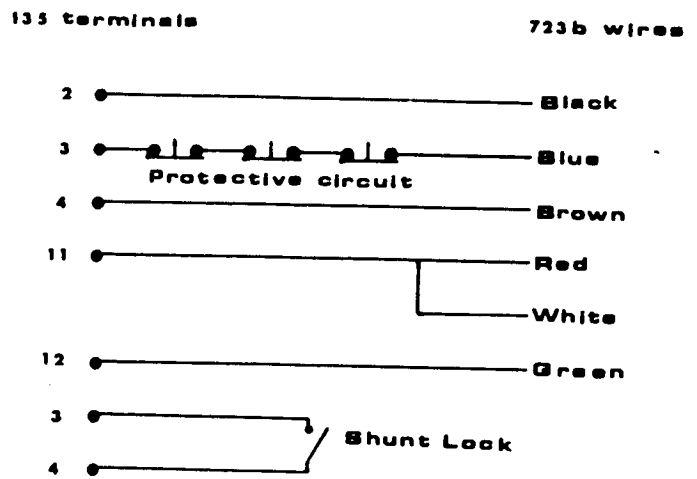 135 terminals 723b wires
2 Black
3 Blue
Protective circuit
4 Brown
11 Red
White
12 Green
3
Shunt Lock
4